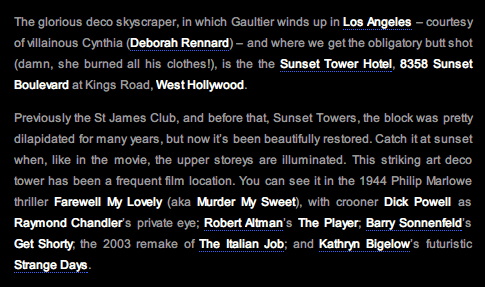 The glorious deco skyscraper, in which Gaultier winds up in Los Angeles – courtesy
of villainous Cynthia (Deborah Rennard) – and where we get the obligatory butt shot
(damn, she burned all his clothes!), is the the Sunset Tower Hotel, 8358 Sunset
Boulevard at Kings Road, West Hollywood.
Previously the St James Club, and before that, Sunset Towers, the block was pretty
dilapidated for many years, but now it's been beautifully restored. Catch it at sunset
when, like in the movie, the upper storeys are illuminated. This striking art deco
tower has been a frequent film location. You can see it in the 1944 Philip Marlowe
thriller Farewell My Lovely (aka Murder My Sweet), with crooner Dick Powell as
Raymond Chandler's private eye; Robert Altman's The Player; Barry Sonnenfeld's
Get Shorty; the 2003 remake of The Italian Job; and Kathryn Bigelow's futuristic
Strange Days.